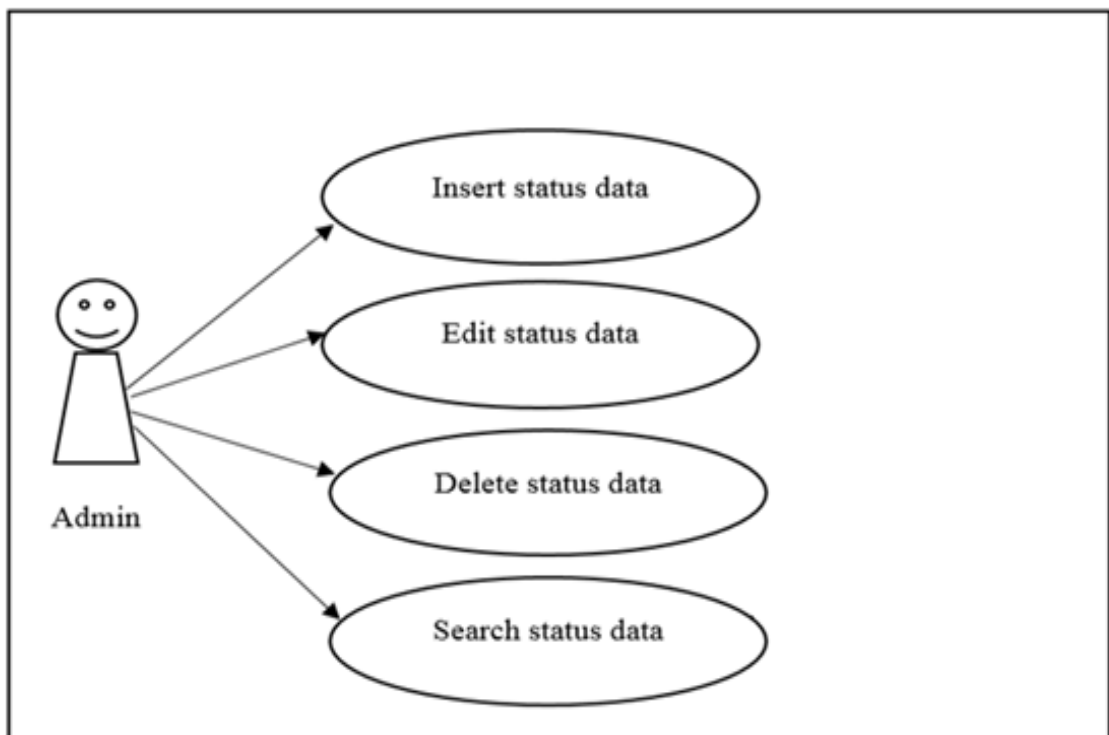 Insert status data
Edit status data
Delete status data
Admin
Search status data